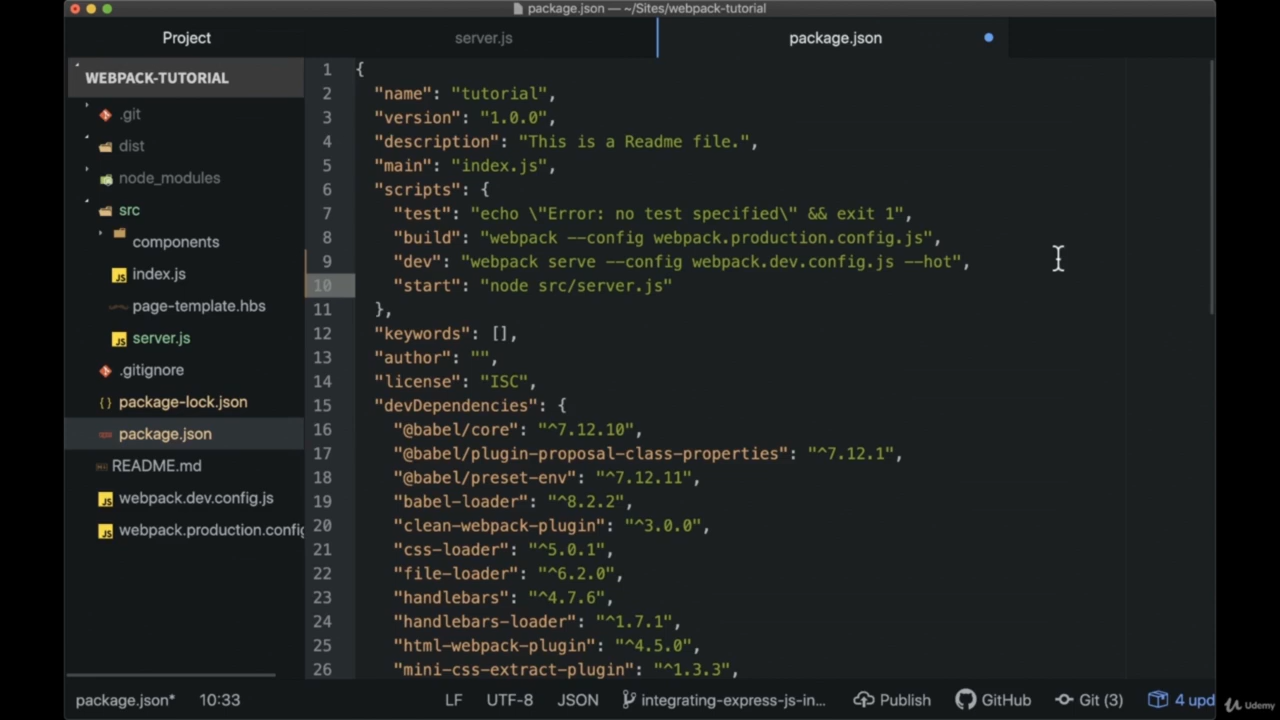 package.json — ~/Sites/webpack-tutorial
Project
server.js
package.json
WEBPACK-TUTORIAL
.git
dist
node_modules
src
components
index.js
page-template.hbs
server.js
.gitignore
package-lock.json
package.json
README.md
webpack.dev.config.js
webpack.production.config
1 {
2 "name": "tutorial",
3 "version": "1.0.0",
4 "description": "This is a Readme file.",
5 "main": "index.js",
6 "scripts": {
7 "test": "echo \"Error: no test specified\" && exit 1",
8 "build": "webpack --config webpack.production.config.js",
9 "dev": "webpack serve --config webpack.dev.config.js --hot",
10 "start": "node src/server.js"
11 },
12 "keywords": [],
13 "author": "",
14 "license": "ISC",
15 "devDependencies": {
16 "@babel/core": "^7.12.10",
17 "@babel/plugin-proposal-class-properties": "^7.12.1",
18 "@babel/preset-env": "^7.12.11",
19 "babel-loader": "^8.2.2",
20 "clean-webpack-plugin": "^3.0.0",
21 "css-loader": "^5.0.1",
22 "file-loader": "^6.2.0",
23 "handlebars": "^4.7.6",
24 "handlebars-loader": "^1.7.1",
25 "html-webpack-plugin": "^4.5.0",
26 "mini-css-extract-plugin": "^1.3.3",
package.json* 10:33 LF UTF-8 JSON integrating-express-js-in... Publish GitHub Git (3) 4 upd
Udemy